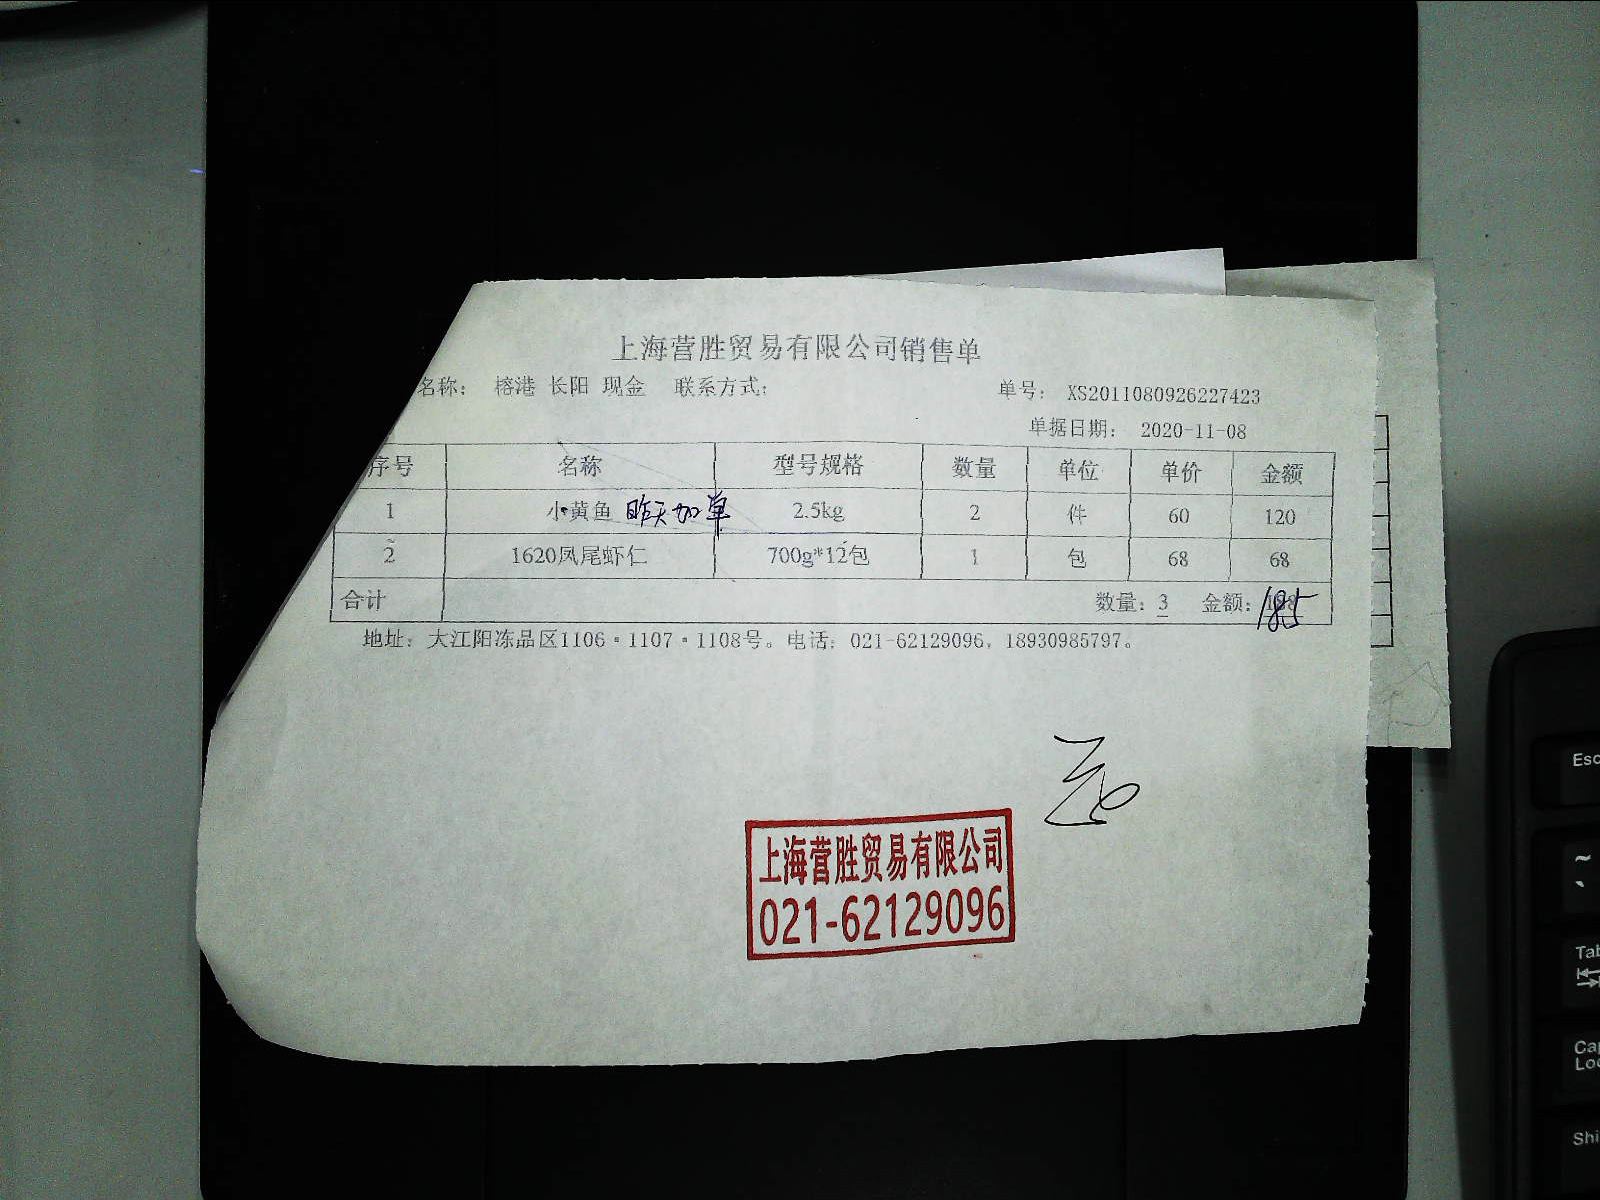 上海营胜贸易有限公司销售单
名称： 榕港 长阳 现金 联系方式： 单号： XS2011080926227423
单据日期： 2020-11-08
序号 名称 型号规格 数量 单位 单价 金额
1 小黄鱼 昨天加单 2.5kg 2 件 60 120
2 1620凤尾虾仁 700g*12包 1 包 68 68
合计 数量：3 金额：185
地址：大江阳冻品区1106·1107·1108号。电话：021-62129096，18930985797。
上海营胜贸易有限公司
021-62129096
Esc
~
`
Tab
Cap
Loc
Shi